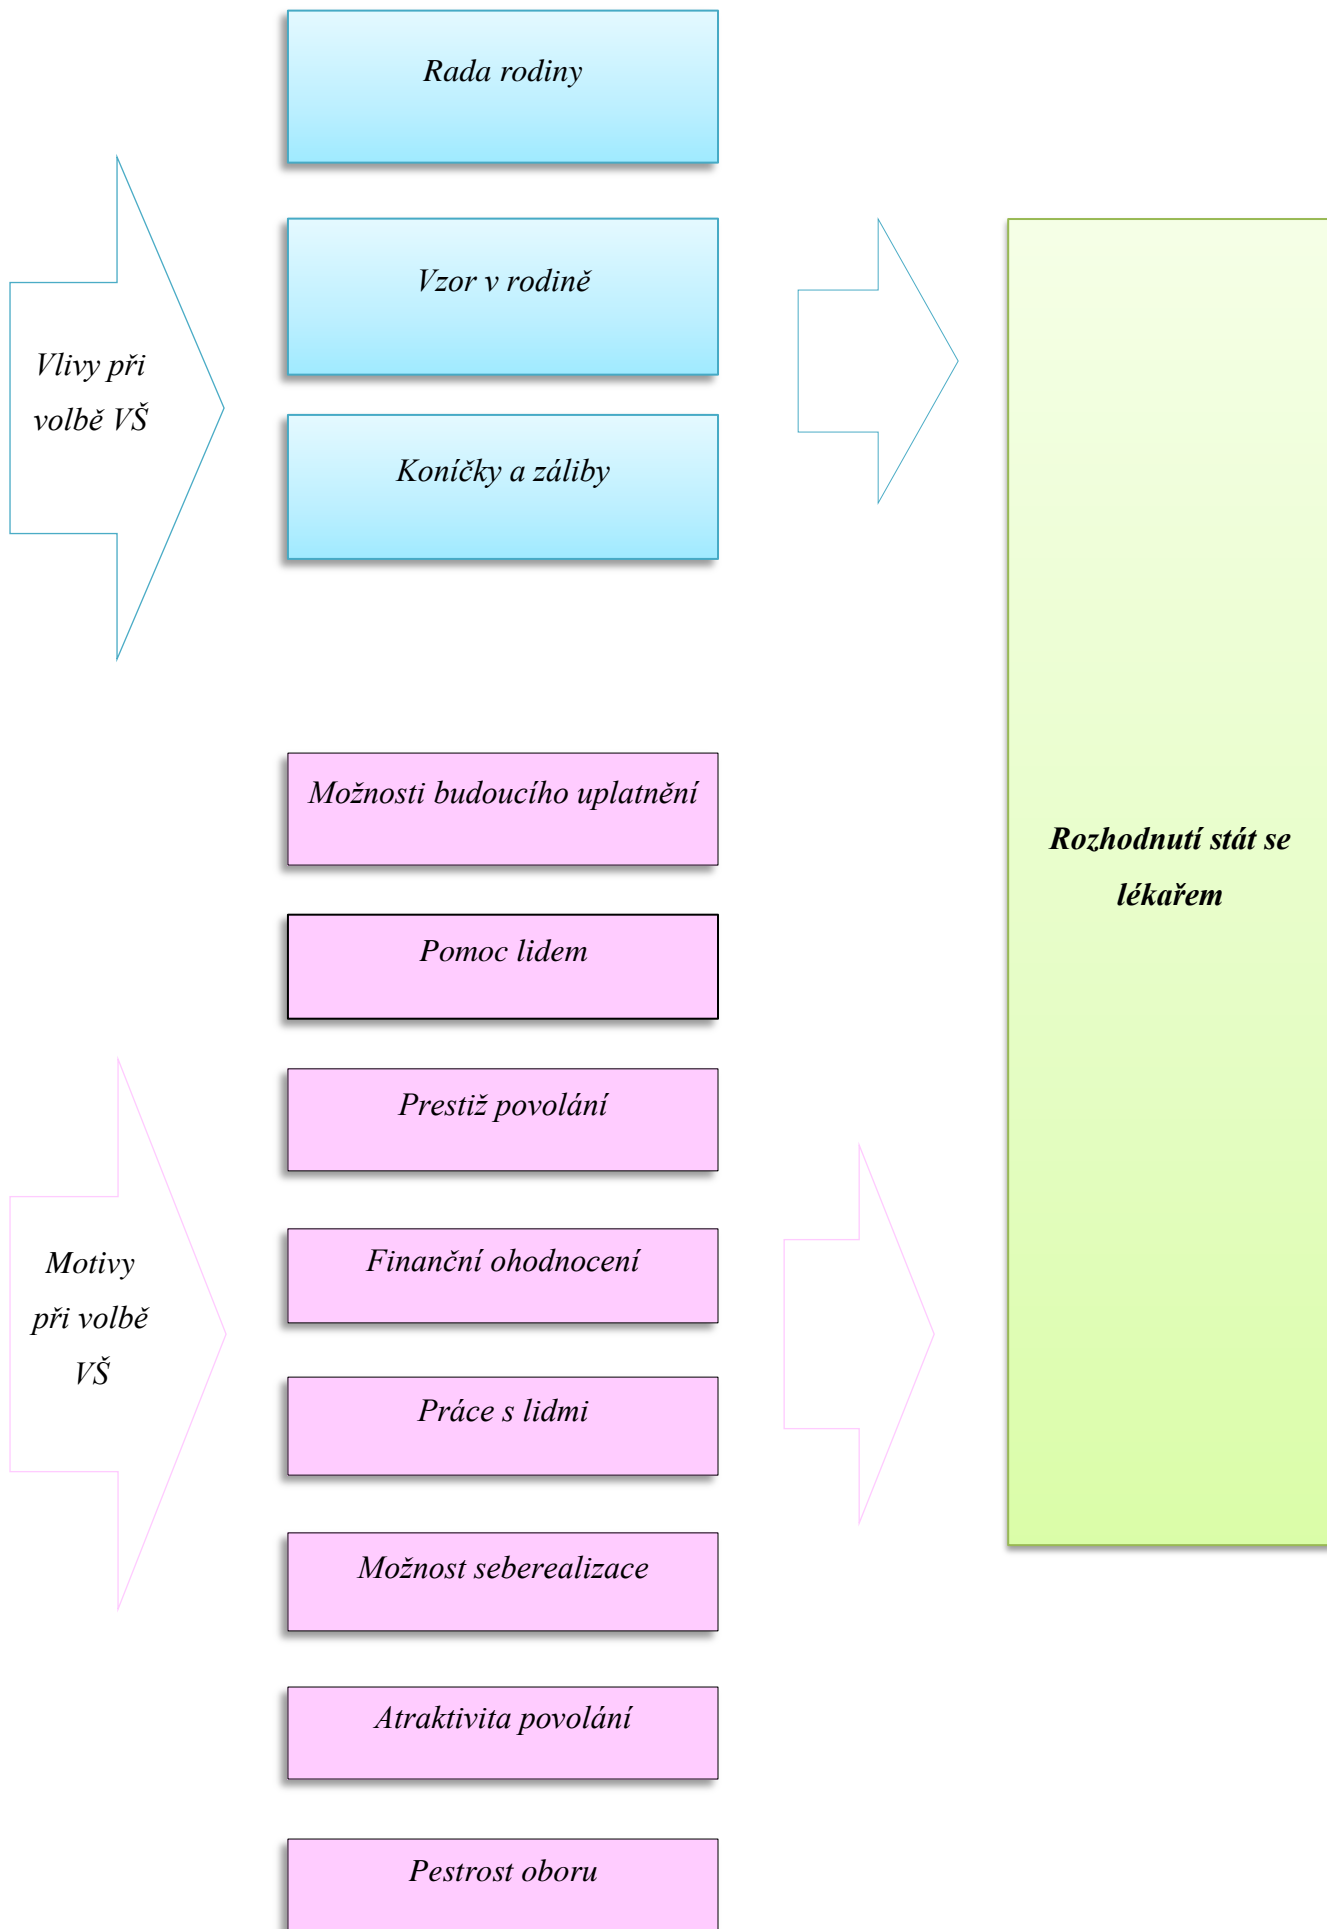 Rada rodiny
Vzor v rodině
Vlivy při
volbě VŠ
Koníčky a záliby
Možnosti budoucího uplatnění
Rozhodnutí stát se
lékařem
Pomoc lidem
Prestiž povolání
Finanční ohodnocení
Motivy
při volbě
VŠ
Práce s lidmi
Možnost seberealizace
Atraktivita povolání
Pestrost oboru